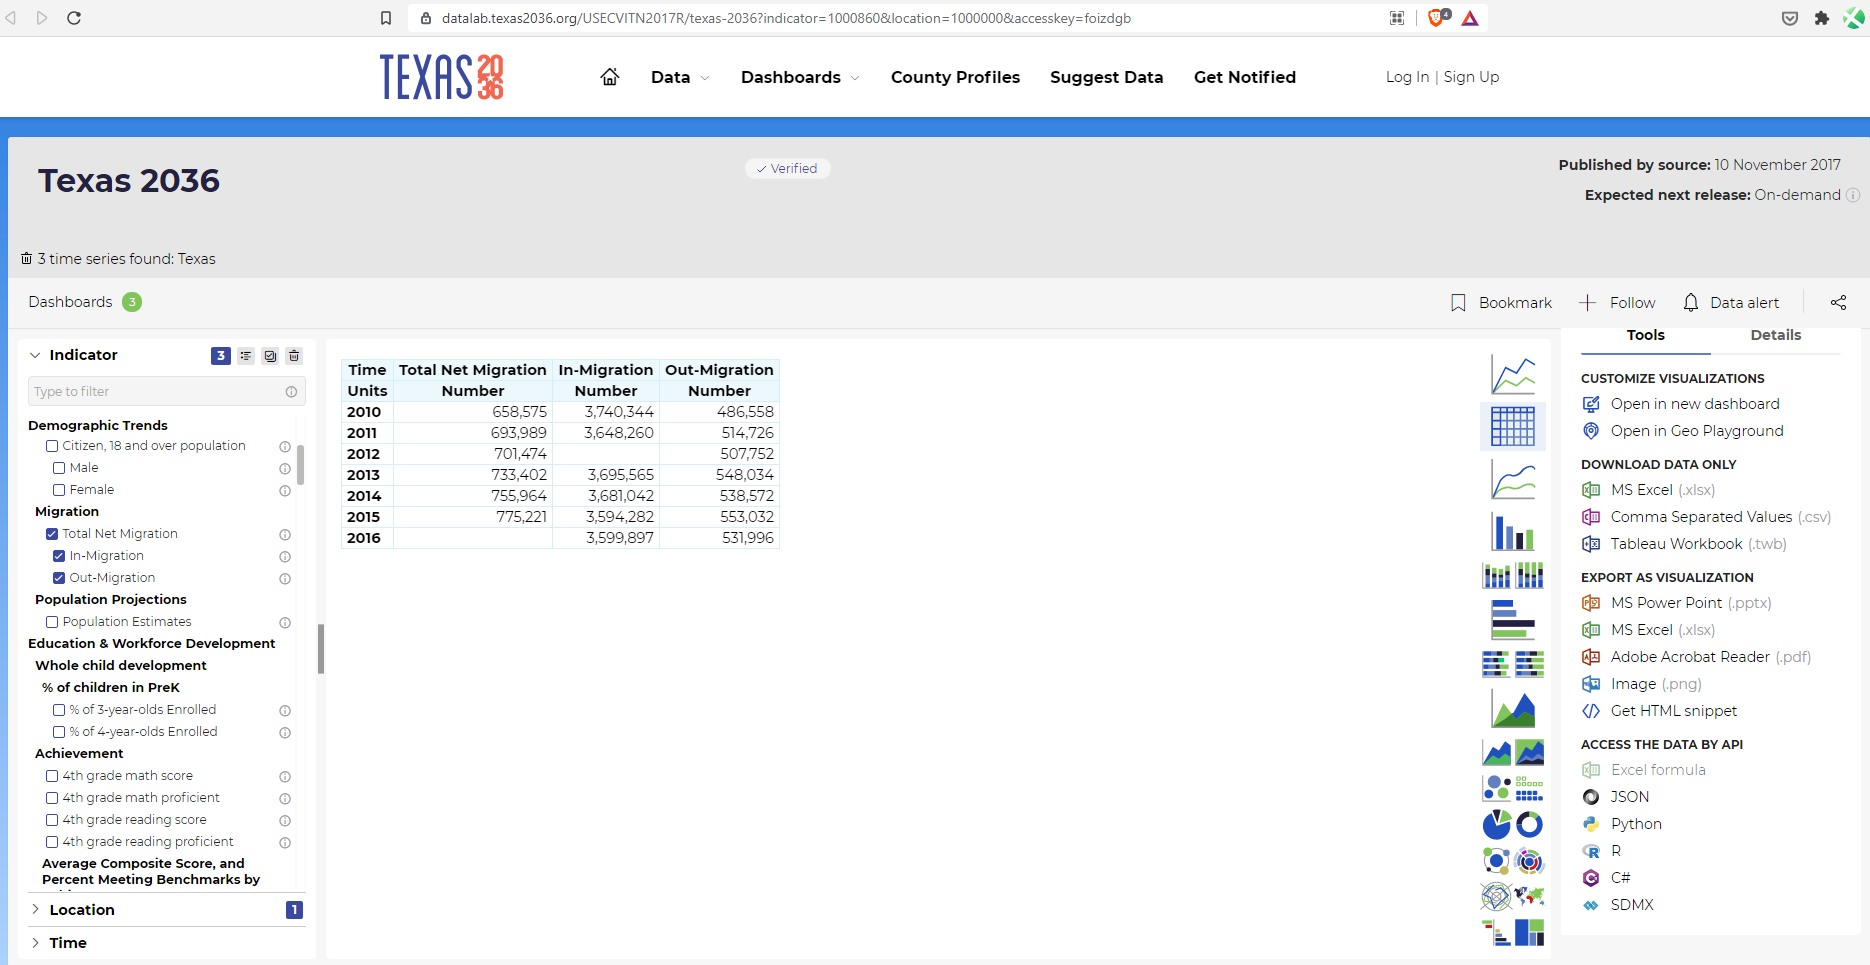 datalab.texas2036.org/USECVITN2017R/texas-2036?indicator=1000860&location=1000000&accesskey=foizdgb
4
TEXAS 2036
Data
Dashboards
County Profiles
Suggest Data
Get Notified
Log In | Sign Up
Texas 2036
Verified
Published by source: 10 November 2017
Expected next release: On-demand
3 time series found: Texas
Dashboards 3
Bookmark
Follow
Data alert
Indicator 3
Type to filter
Demographic Trends
Citizen, 18 and over population
Male
Female
Migration
Total Net Migration
In-Migration
Out-Migration
Population Projections
Population Estimates
Education & Workforce Development
Whole child development
% of children in PreK
% of 3-year-olds Enrolled
% of 4-year-olds Enrolled
Achievement
4th grade math score
4th grade math proficient
4th grade reading score
4th grade reading proficient
Average Composite Score, and
Percent Meeting Benchmarks by
Location 1
Time
Time Total Net Migration In-Migration Out-Migration
Units Number Number Number
2010 658,575 3,740,344 486,558
2011 693,989 3,648,260 514,726
2012 701,474 507,752
2013 733,402 3,695,565 548,034
2014 755,964 3,681,042 538,572
2015 775,221 3,594,282 553,032
2016 3,599,897 531,996
Tools
Details
CUSTOMIZE VISUALIZATIONS
Open in new dashboard
Open in Geo Playground
DOWNLOAD DATA ONLY
MS Excel (.xlsx)
Comma Separated Values (.csv)
Tableau Workbook (.twb)
EXPORT AS VISUALIZATION
MS Power Point (.pptx)
MS Excel (.xlsx)
Adobe Acrobat Reader (.pdf)
Image (.png)
Get HTML snippet
ACCESS THE DATA BY API
Excel formula
JSON
Python
R
C#
SDMX